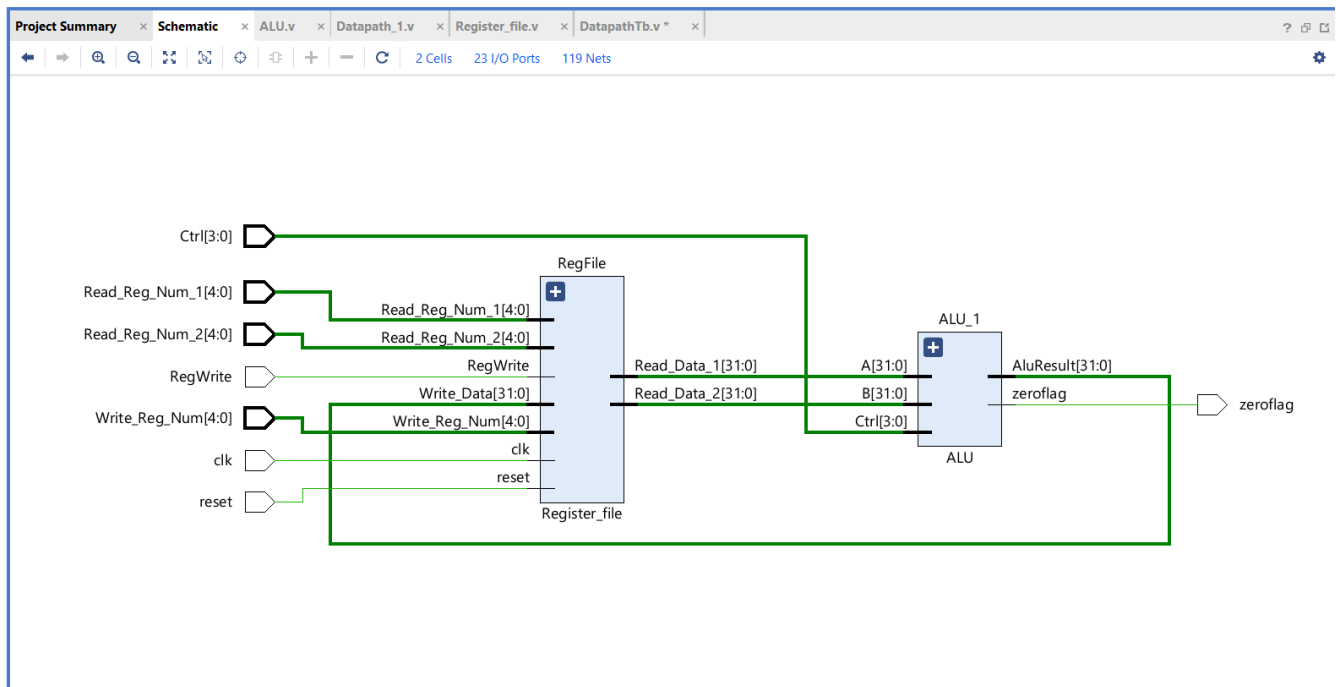 Project Summary × Schematic × ALU.v × Datapath_1.v × Register_file.v × DatapathTb.v * × ?
2 Cells 23 I/O Ports 119 Nets
Ctrl[3:0]
RegFile
Read_Reg_Num_1[4:0]
Read_Reg_Num_1[4:0]
Read_Reg_Num_2[4:0]
Read_Reg_Num_2[4:0]
ALU_1
RegWrite
RegWrite
Read_Data_1[31:0]
A[31:0]
AluResult[31:0]
Write_Data[31:0]
Read_Data_2[31:0]
B[31:0]
zeroflag
zeroflag
Write_Reg_Num[4:0]
Write_Reg_Num[4:0]
Ctrl[3:0]
clk
clk
ALU
reset
reset
Register_file